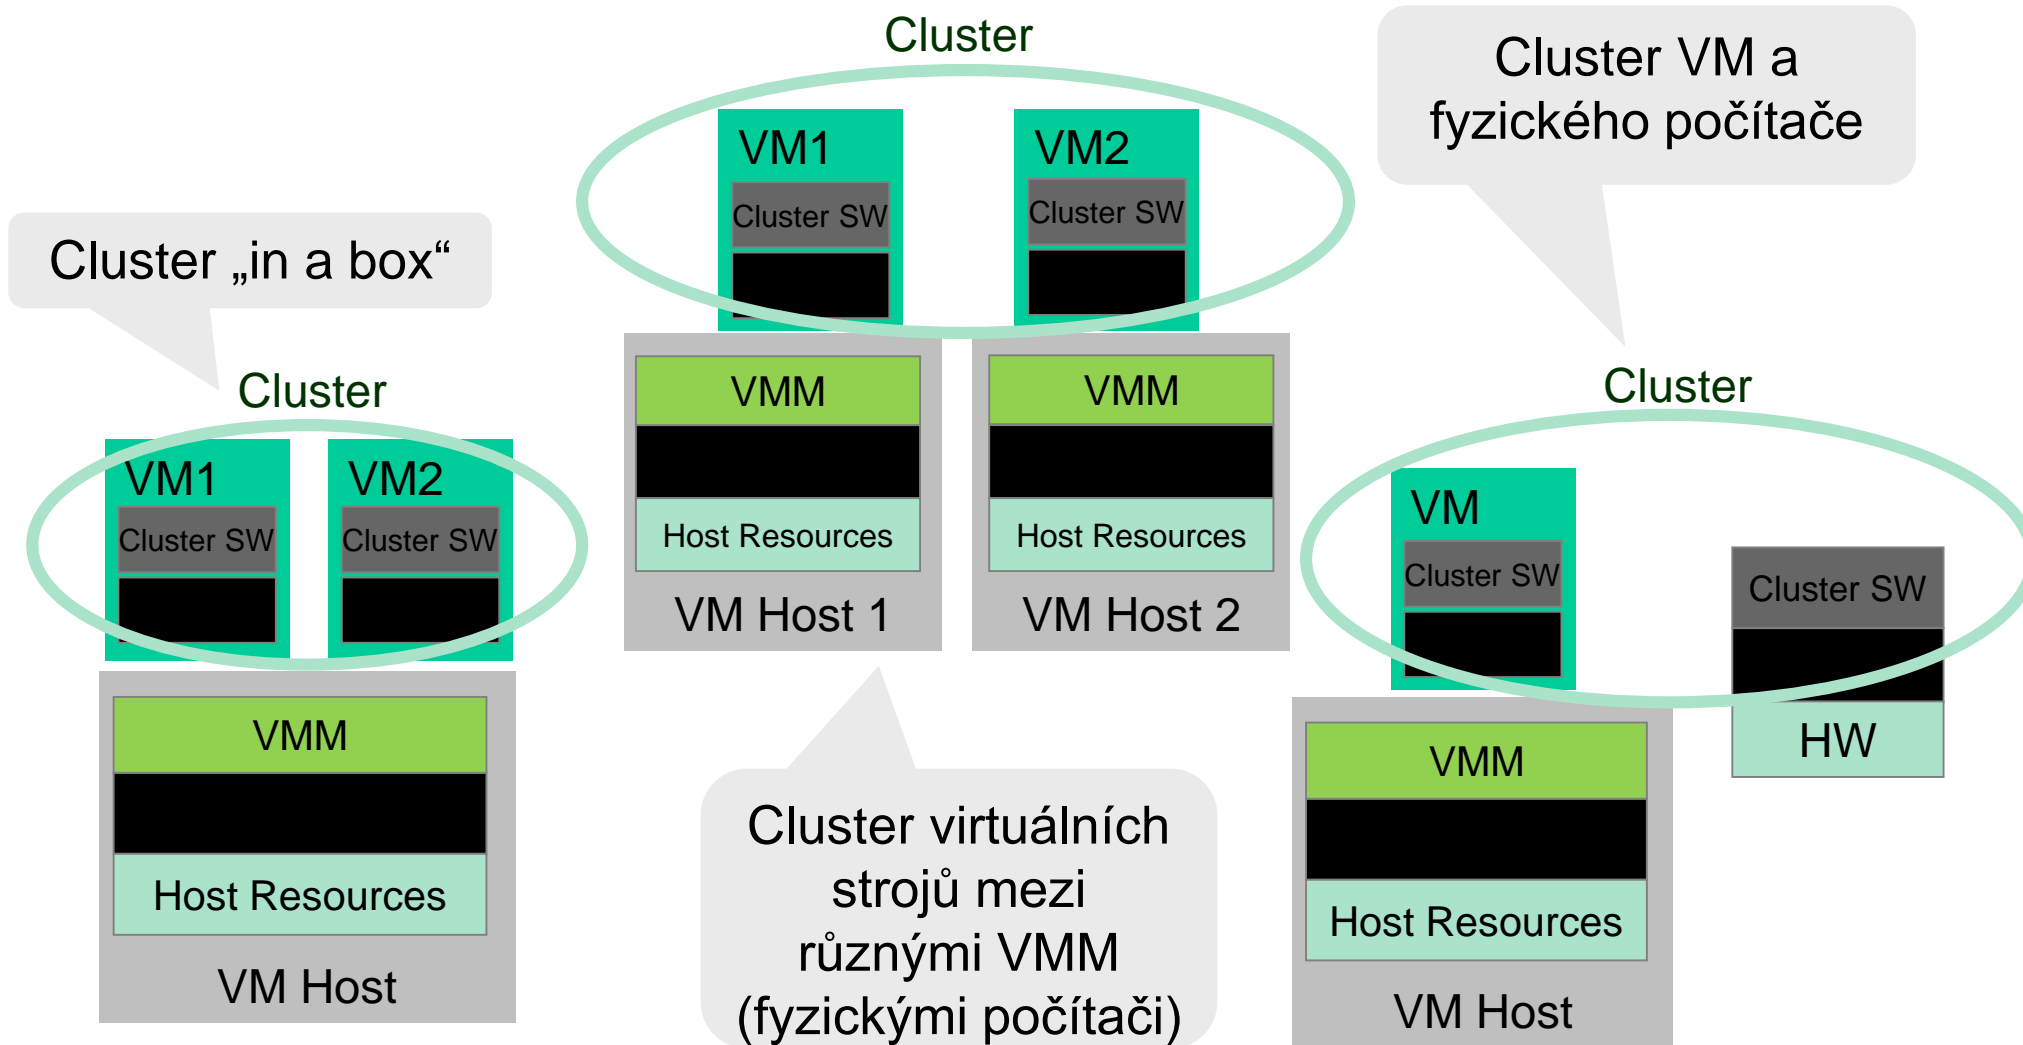 Cluster „in a box“
Cluster
VM1
VM2
Cluster SW
Cluster SW
VMM
Host Resources
VM Host
Cluster
VM1
VM2
Cluster SW
Cluster SW
VMM
VMM
Host Resources
Host Resources
VM Host 1
VM Host 2
Cluster virtuálních
strojů mezi
různými VMM
(fyzickými počítači)
Cluster VM a
fyzického počítače
Cluster
VM
Cluster SW
Cluster SW
HW
VMM
Host Resources
VM Host